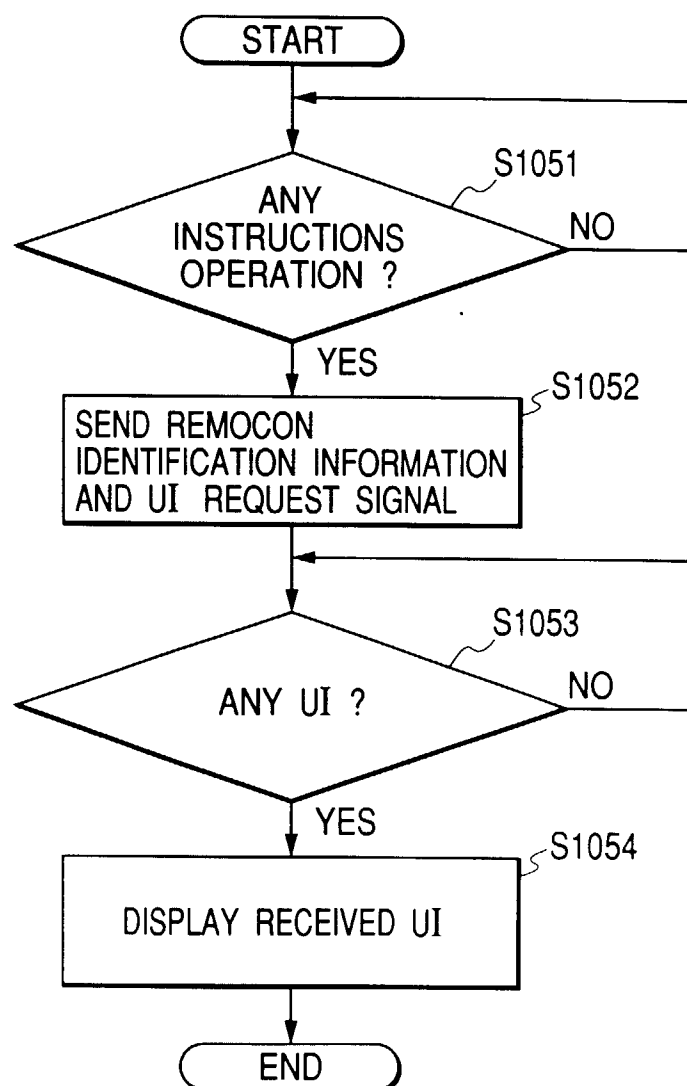 START
S1051
ANY
INSTRUCTIONS
OPERATION ?
NO
YES
S1052
SEND REMOCON
IDENTIFICATION INFORMATION
AND UI REQUEST SIGNAL
S1053
ANY UI ?
NO
YES
S1054
DISPLAY RECEIVED UI
END